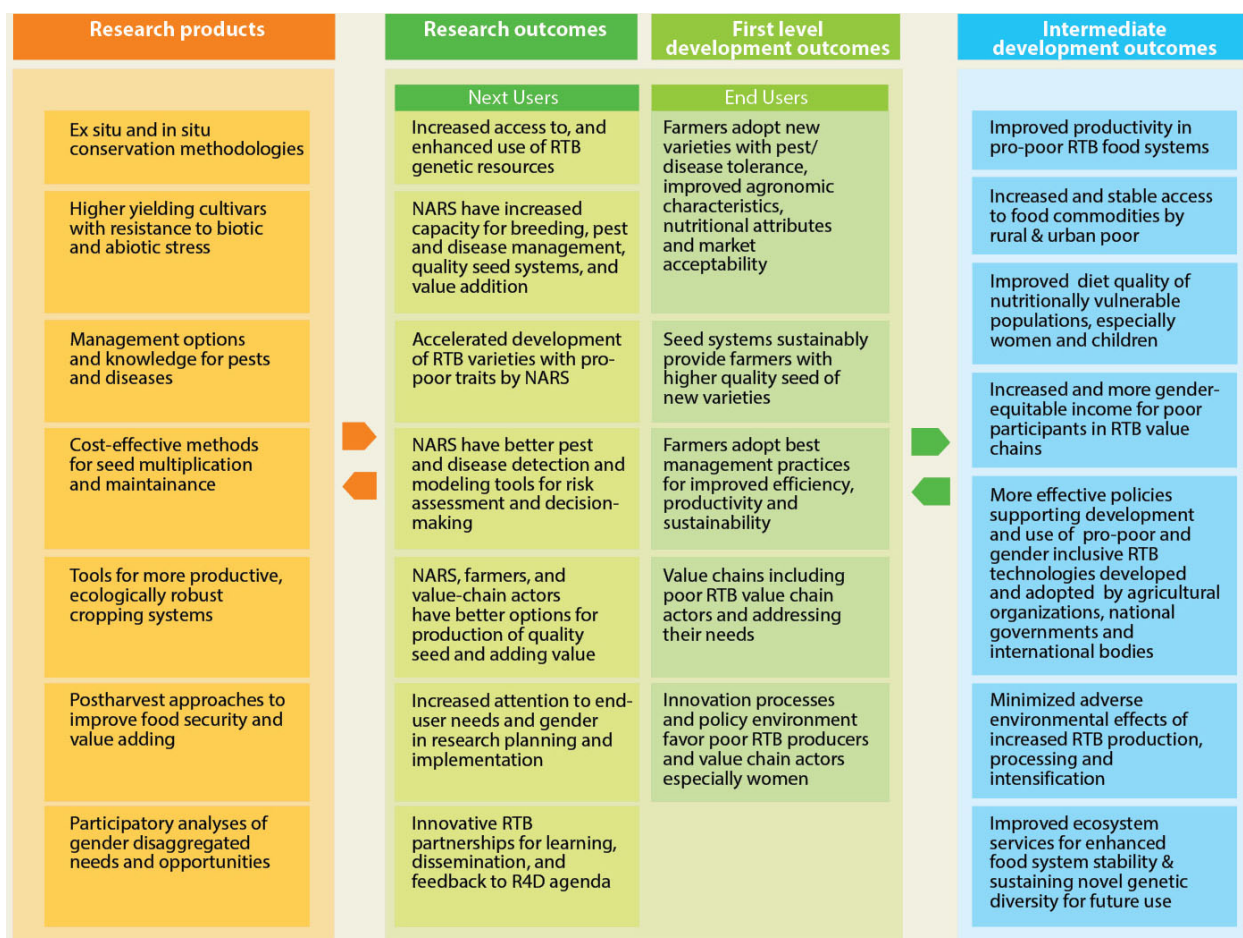 Research products
Ex situ and in situ
conservation methodologies
Higher yielding cultivars
with resistance to biotic
and abiotic stress
Management options
and knowledge for pests
and diseases
Cost-effective methods
for seed multiplication
and maintainance
Tools for more productive,
ecologically robust
cropping systems
Postharvest approaches to
improve food security and
value adding
Participatory analyses of
gender disaggregated
needs and opportunities
Research outcomes
Next Users
Increased access to, and
enhanced use of RTB
genetic resources
NARS have increased
capacity for breeding, pest
and disease management,
quality seed systems, and
value addition
Accelerated development
of RTB varieties with pro-
poor traits by NARS
NARS have better pest
and disease detection and
modeling tools for risk
assessment and decision-
making
NARS, farmers, and
value-chain actors
have better options for
production of quality
seed and adding value
Increased attention to end-
user needs and gender
in research planning and
implementation
Innovative RTB
partnerships for learning,
dissemination, and
feedback to R4D agenda
First level
development outcomes
End Users
Farmers adopt new
varieties with pest/
disease tolerance,
improved agronomic
characteristics,
nutritional attributes
and market
acceptability
Seed systems sustainably
provide farmers with
higher quality seed of
new varieties
Farmers adopt best
management practices
for improved efficiency,
productivity and
sustainability
Value chains including
poor RTB value chain
actors and addressing
their needs
Innovation processes
and policy environment
favor poor RTB producers
and value chain actors
especially women
Intermediate
development outcomes
Improved productivity in
pro-poor RTB food systems
Increased and stable access
to food commodities by
rural & urban poor
Improved diet quality of
nutritionally vulnerable
populations, especially
women and children
Increased and more gender-
equitable income for poor
participants in RTB value
chains
More effective policies
supporting development
and use of pro-poor and
gender inclusive RTB
technologies developed
and adopted by agricultural
organizations, national
governments and
international bodies
Minimized adverse
environmental effects of
increased RTB production,
processing and
intensification
Improved ecosystem
services for enhanced
food system stability &
sustaining novel genetic
diversity for future use